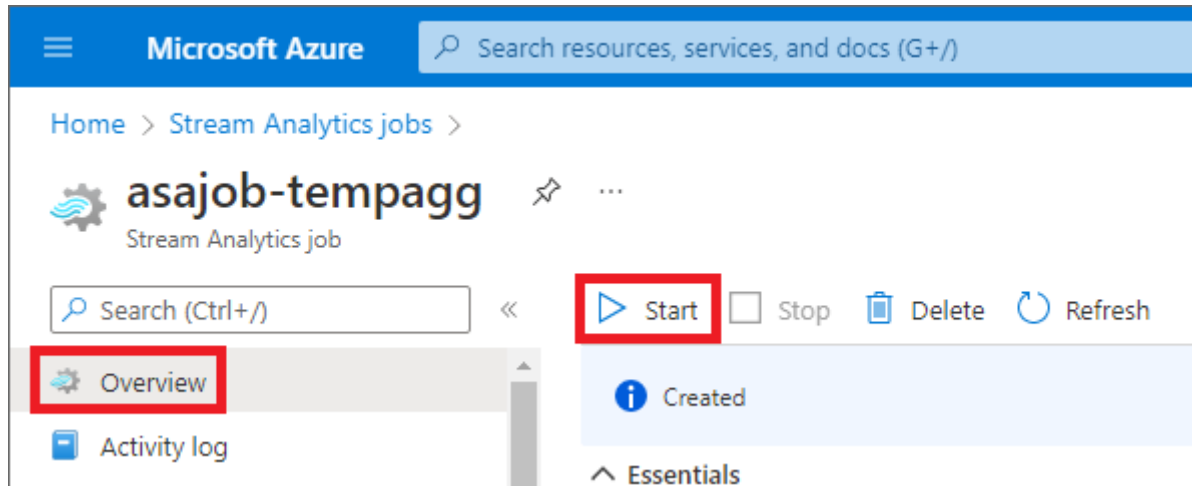 Microsoft Azure
Search resources, services, and docs (G+/)
Home > Stream Analytics jobs >
asajob-tempagg ...
Stream Analytics job
Search (Ctrl+/) «
Start Stop Delete Refresh
Overview
Created
Activity log
Essentials